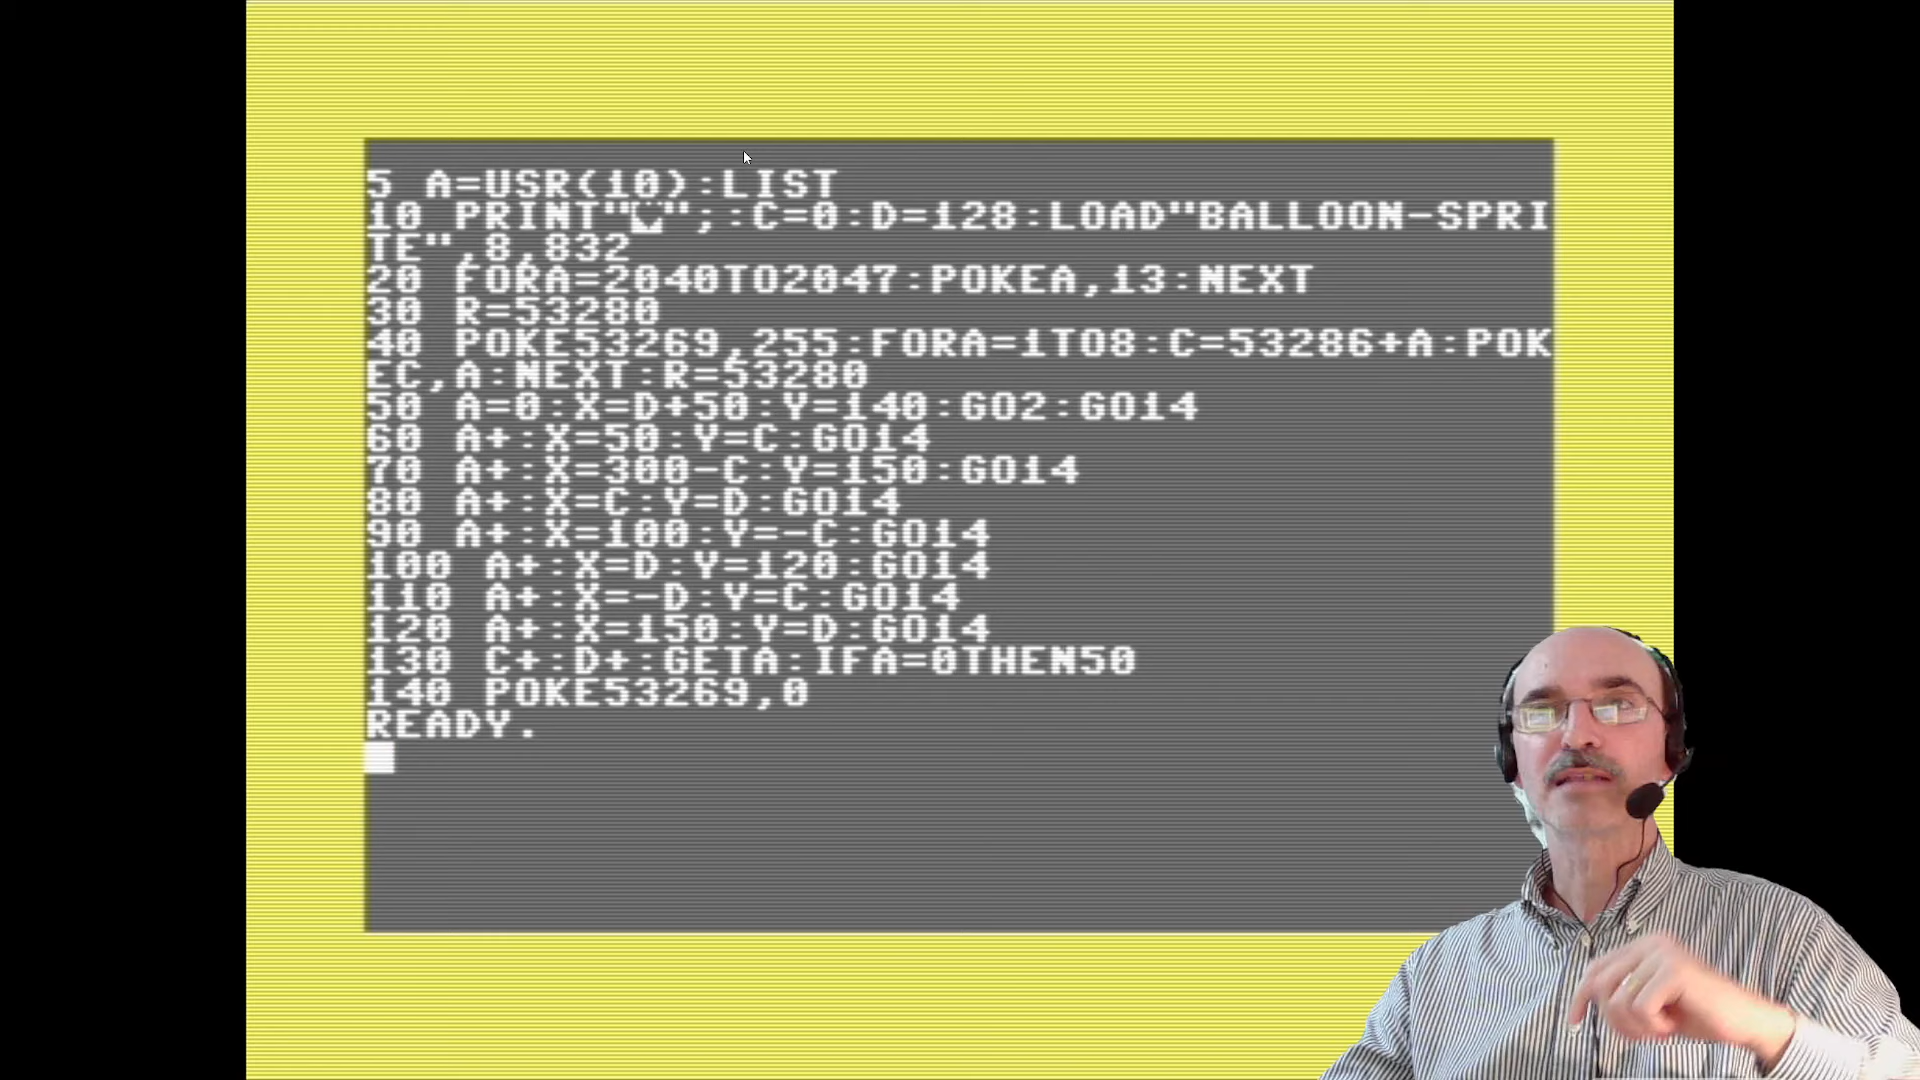 5 A=USR(10):LIST
10 PRINT"♥";:C=0:D=128:LOAD"BALLOON-SPRI
TE",8,832
20 FORA=2040TO2047:POKEA,13:NEXT
30 R=53280
40 POKE53269,255:FORA=1TO8:C=53286+A:POK
EC,A:NEXT:R=53280
50 A=0:X=D+50:Y=140:GO2:GO14
60 A+:X=50:Y=C:GO14
70 A+:X=300-C:Y=150:GO14
80 A+:X=C:Y=D:GO14
90 A+:X=100:Y=-C:GO14
100 A+:X=D:Y=120:GO14
110 A+:X=-D:Y=C:GO14
120 A+:X=150:Y=D:GO14
130 C+:D+:GETA:IFA=0THEN50
140 POKE53269,0
READY.